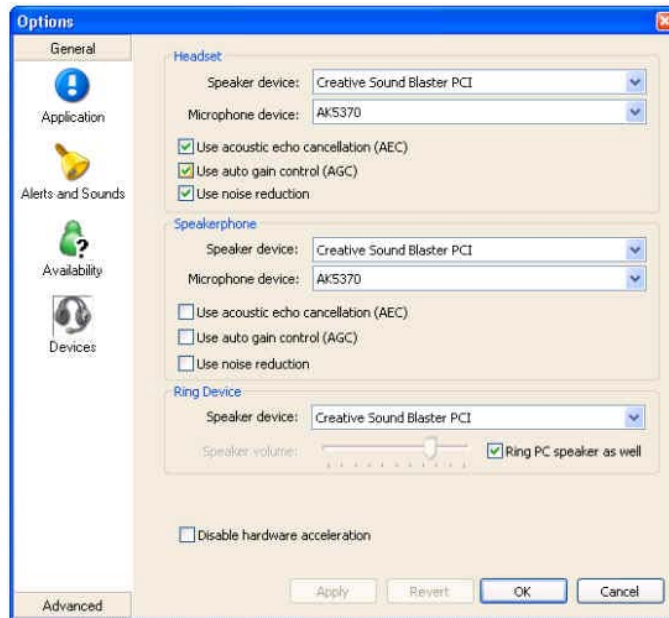 Options
General
Application
Alerts and Sounds
Availability
Devices
Advanced
Headset
Speaker device: Creative Sound Blaster PCI
Microphone device: AK5370
Use acoustic echo cancellation (AEC)
Use auto gain control (AGC)
Use noise reduction
Speakerphone
Speaker device: Creative Sound Blaster PCI
Microphone device: AK5370
Use acoustic echo cancellation (AEC)
Use auto gain control (AGC)
Use noise reduction
Ring Device
Speaker device: Creative Sound Blaster PCI
Speaker volume: Ring PC speaker as well
Disable hardware acceleration
Apply Revert OK Cancel